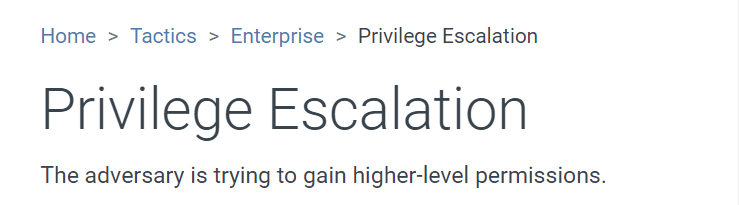 Home > Tactics > Enterprise > Privilege Escalation
Privilege Escalation
The adversary is trying to gain higher-level permissions.